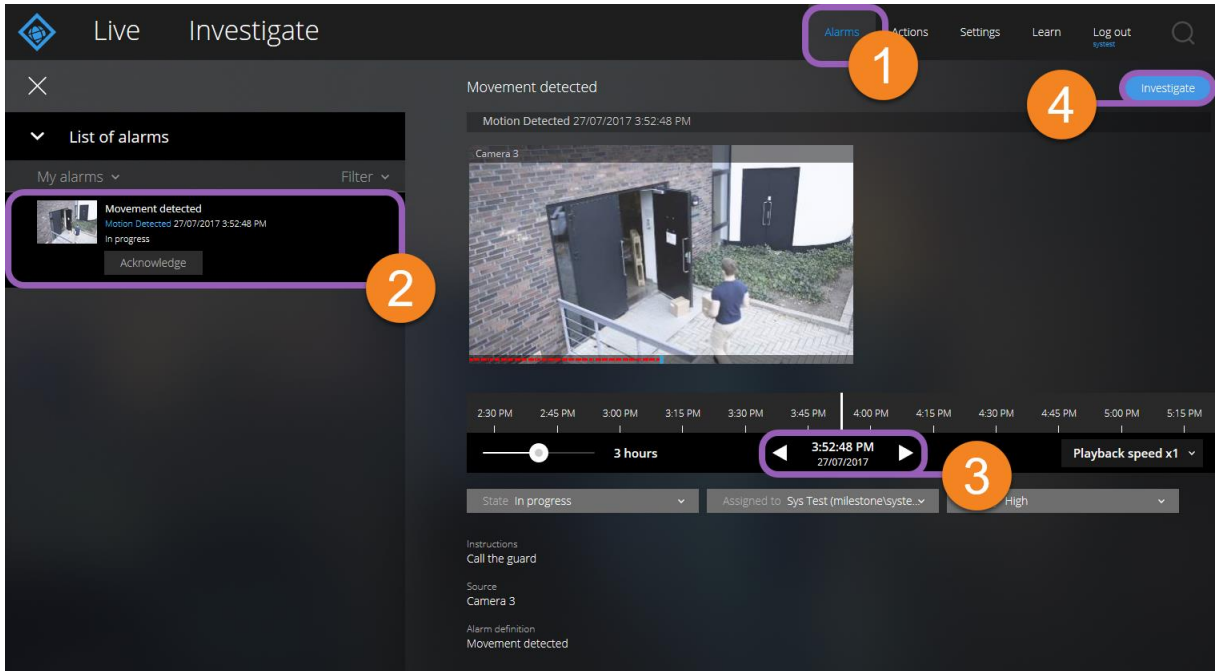 Live Investigate Alarms Actions Settings Learn Log out
systest
1
Movement detected
4
Investigate
List of alarms
Motion Detected 27/07/2017 3:52:48 PM
Camera 3
My alarms Filter
Movement detected
Motion Detected 27/07/2017 3:52:48 PM
In progress
Acknowledge
2
2:30 PM 2:45 PM 3:00 PM 3:15 PM 3:30 PM 3:45 PM 4:00 PM 4:15 PM 4:30 PM 4:45 PM 5:00 PM 5:15 PM
3 hours
3:52:48 PM
27/07/2017
Playback speed x1
3
State In progress
Assigned to Sys Test (milestone\syste...
High
Instructions
Call the guard
Source
Camera 3
Alarm definition
Movement detected